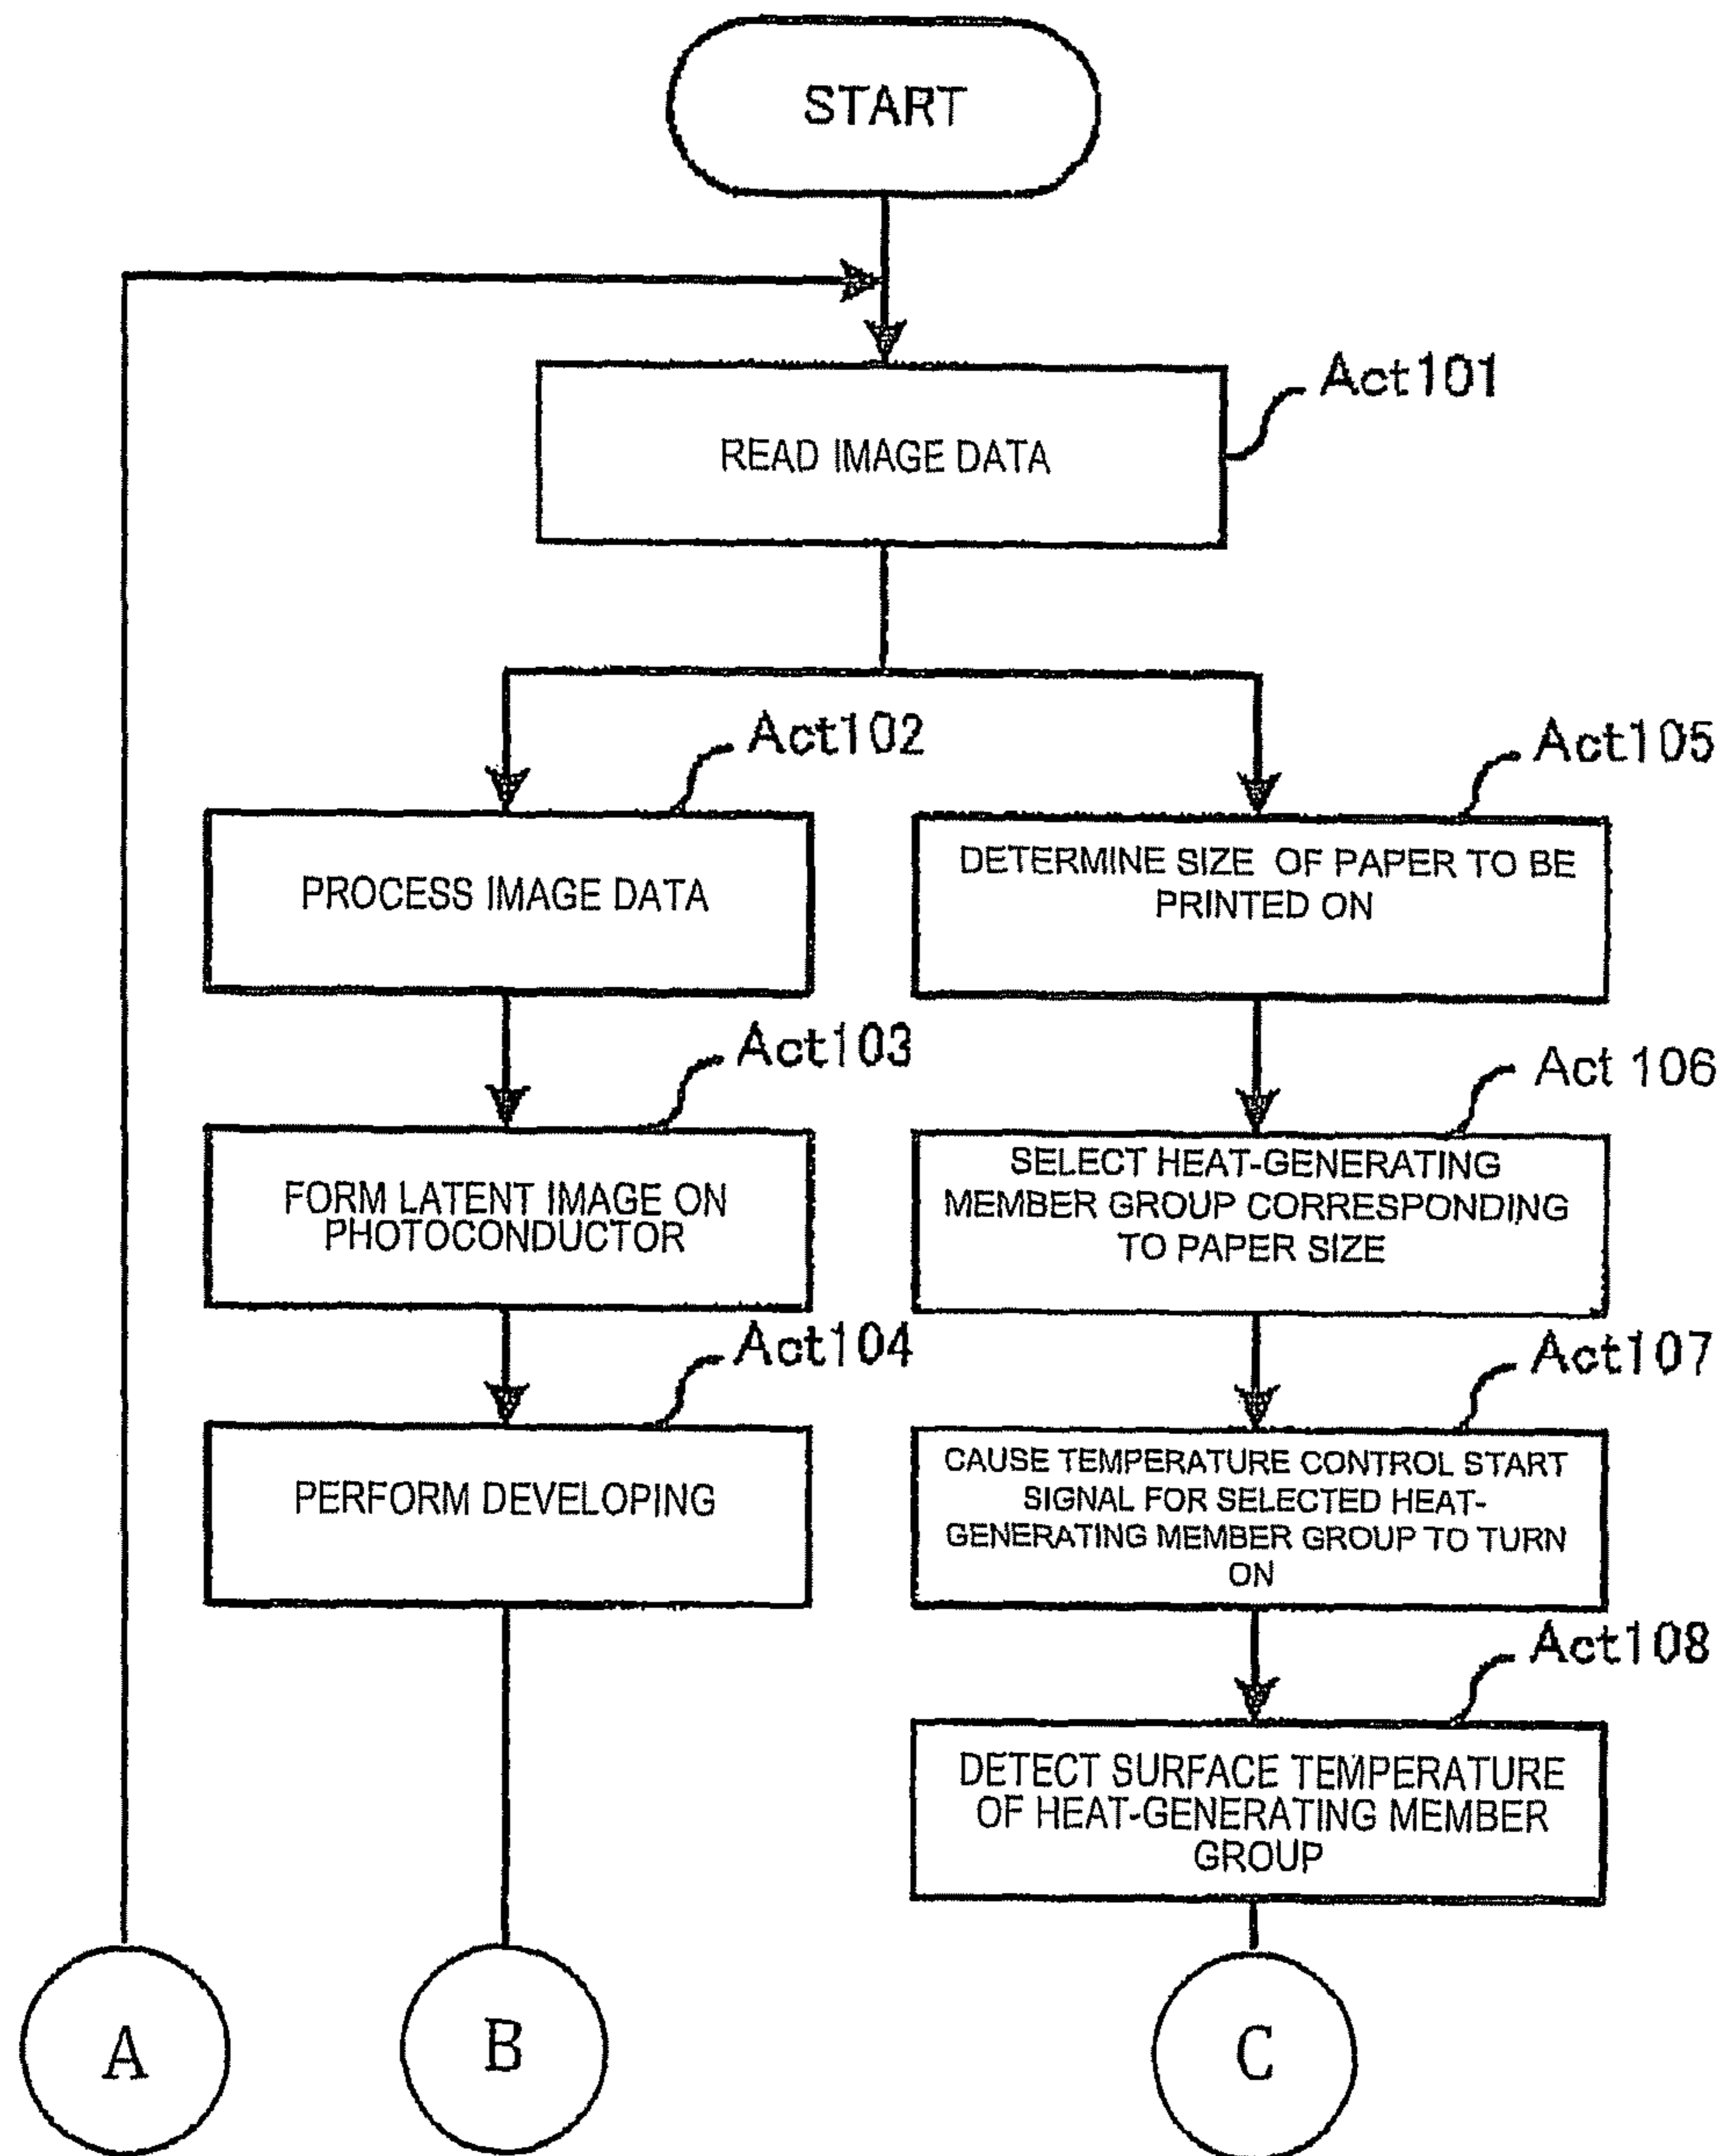 START
Act101
READ IMAGE DATA
Act102
PROCESS IMAGE DATA
Act103
FORM LATENT IMAGE ON
PHOTOCONDUCTOR
Act104
PERFORM DEVELOPING
Act105
DETERMINE SIZE OF PAPER TO BE
PRINTED ON
Act 106
SELECT HEAT-GENERATING
MEMBER GROUP CORRESPONDING
TO PAPER SIZE
Act107
CAUSE TEMPERATURE CONTROL START
SIGNAL FOR SELECTED HEAT-
GENERATING MEMBER GROUP TO TURN
ON
Act108
DETECT SURFACE TEMPERATURE
OF HEAT-GENERATING MEMBER
GROUP
A
B
C